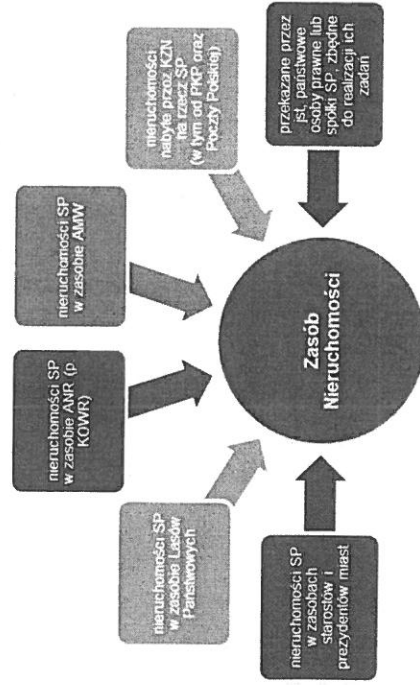 nieruchomości SP
w zasobach
starostów i
prezydentów miast
nieruchomości SP
w zasobie Lasów
Państwowych
nieruchomości SP
w zasobie ANR (p
KOWR)
nieruchomości SP
w zasobie AMW
nieruchomości
nabyte przez KZN
na rzecz SP
(w tym od PKP oraz
Poczty Polskiej)
przekazane przez
jst, państwowe
osoby prawne lub
spółki SP, zbędne
do realizacji ich
zadań
Zasób
Nieruchomości